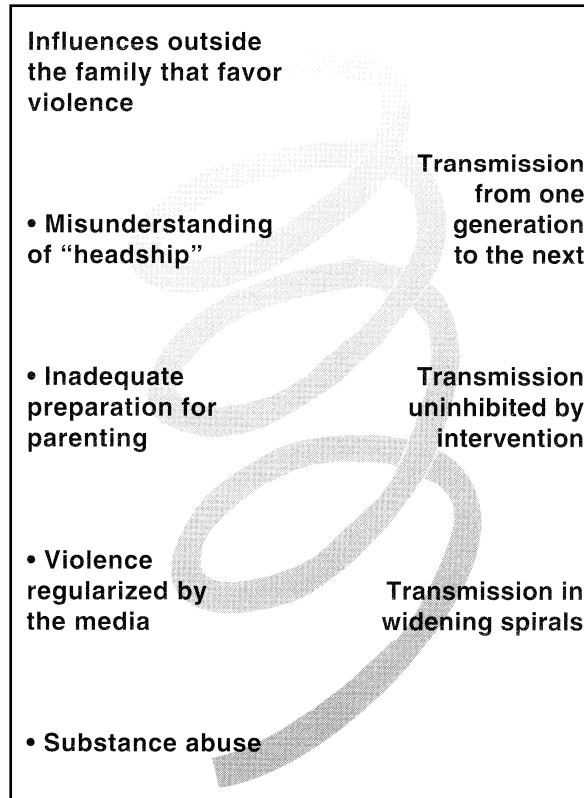 Influences outside
the family that favor
violence
Transmission
from one
generation
to the next
• Misunderstanding
of “headship”
• Inadequate
preparation for
parenting
Transmission
uninhibited by
intervention
• Violence
regularized by
the media
Transmission in
widening spirals
• Substance abuse